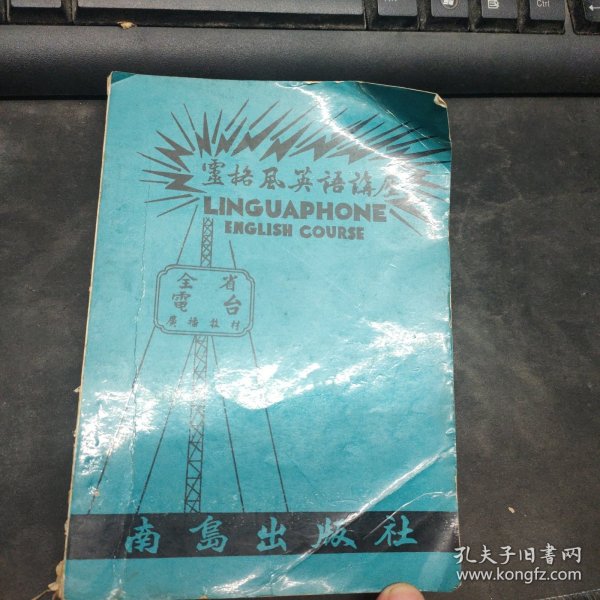 靈格風英語講座
LINGUAPHONE
ENGLISH COURSE
全省
電台
廣播教材
南島出版社
Ctrl
孔夫子旧书网
www.kongfz.com